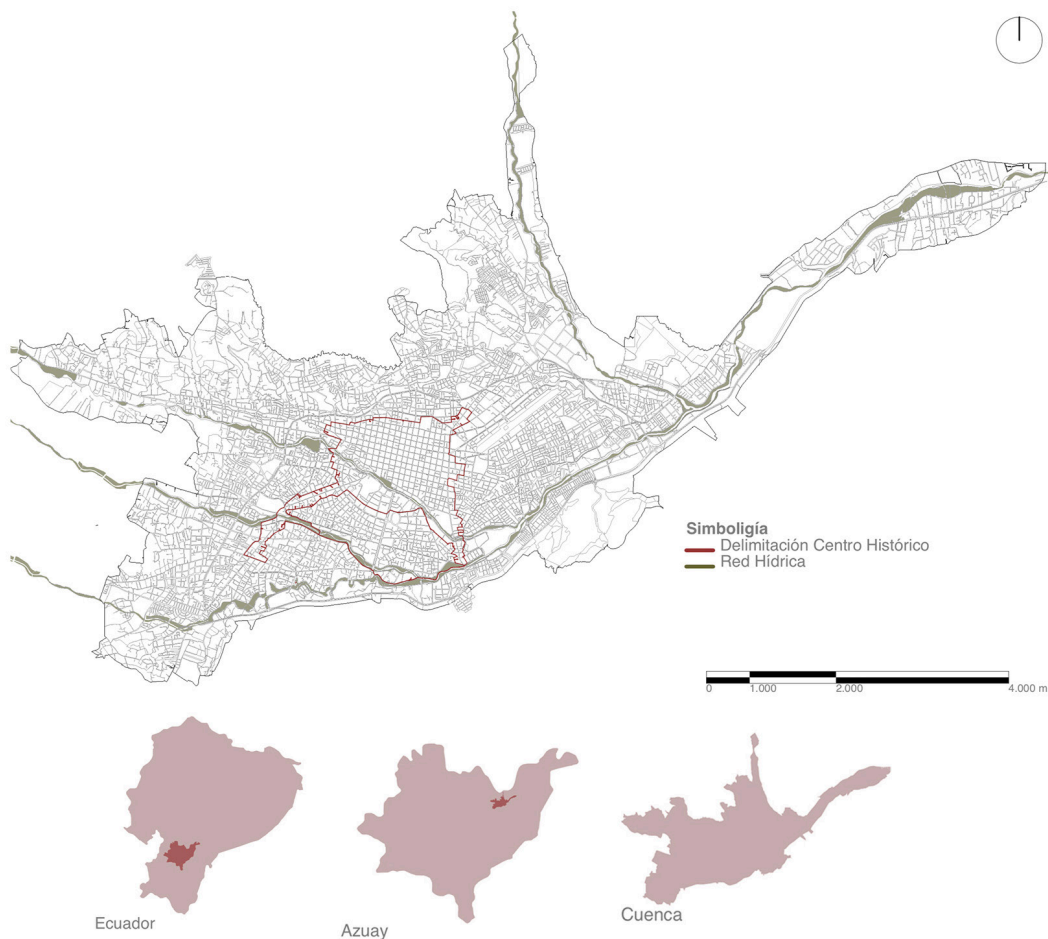 Simboligía
Delimitación Centro Histórico
Red Hídrica
0 1.000 2.000 4.000 m
Ecuador
Azuay
Cuenca